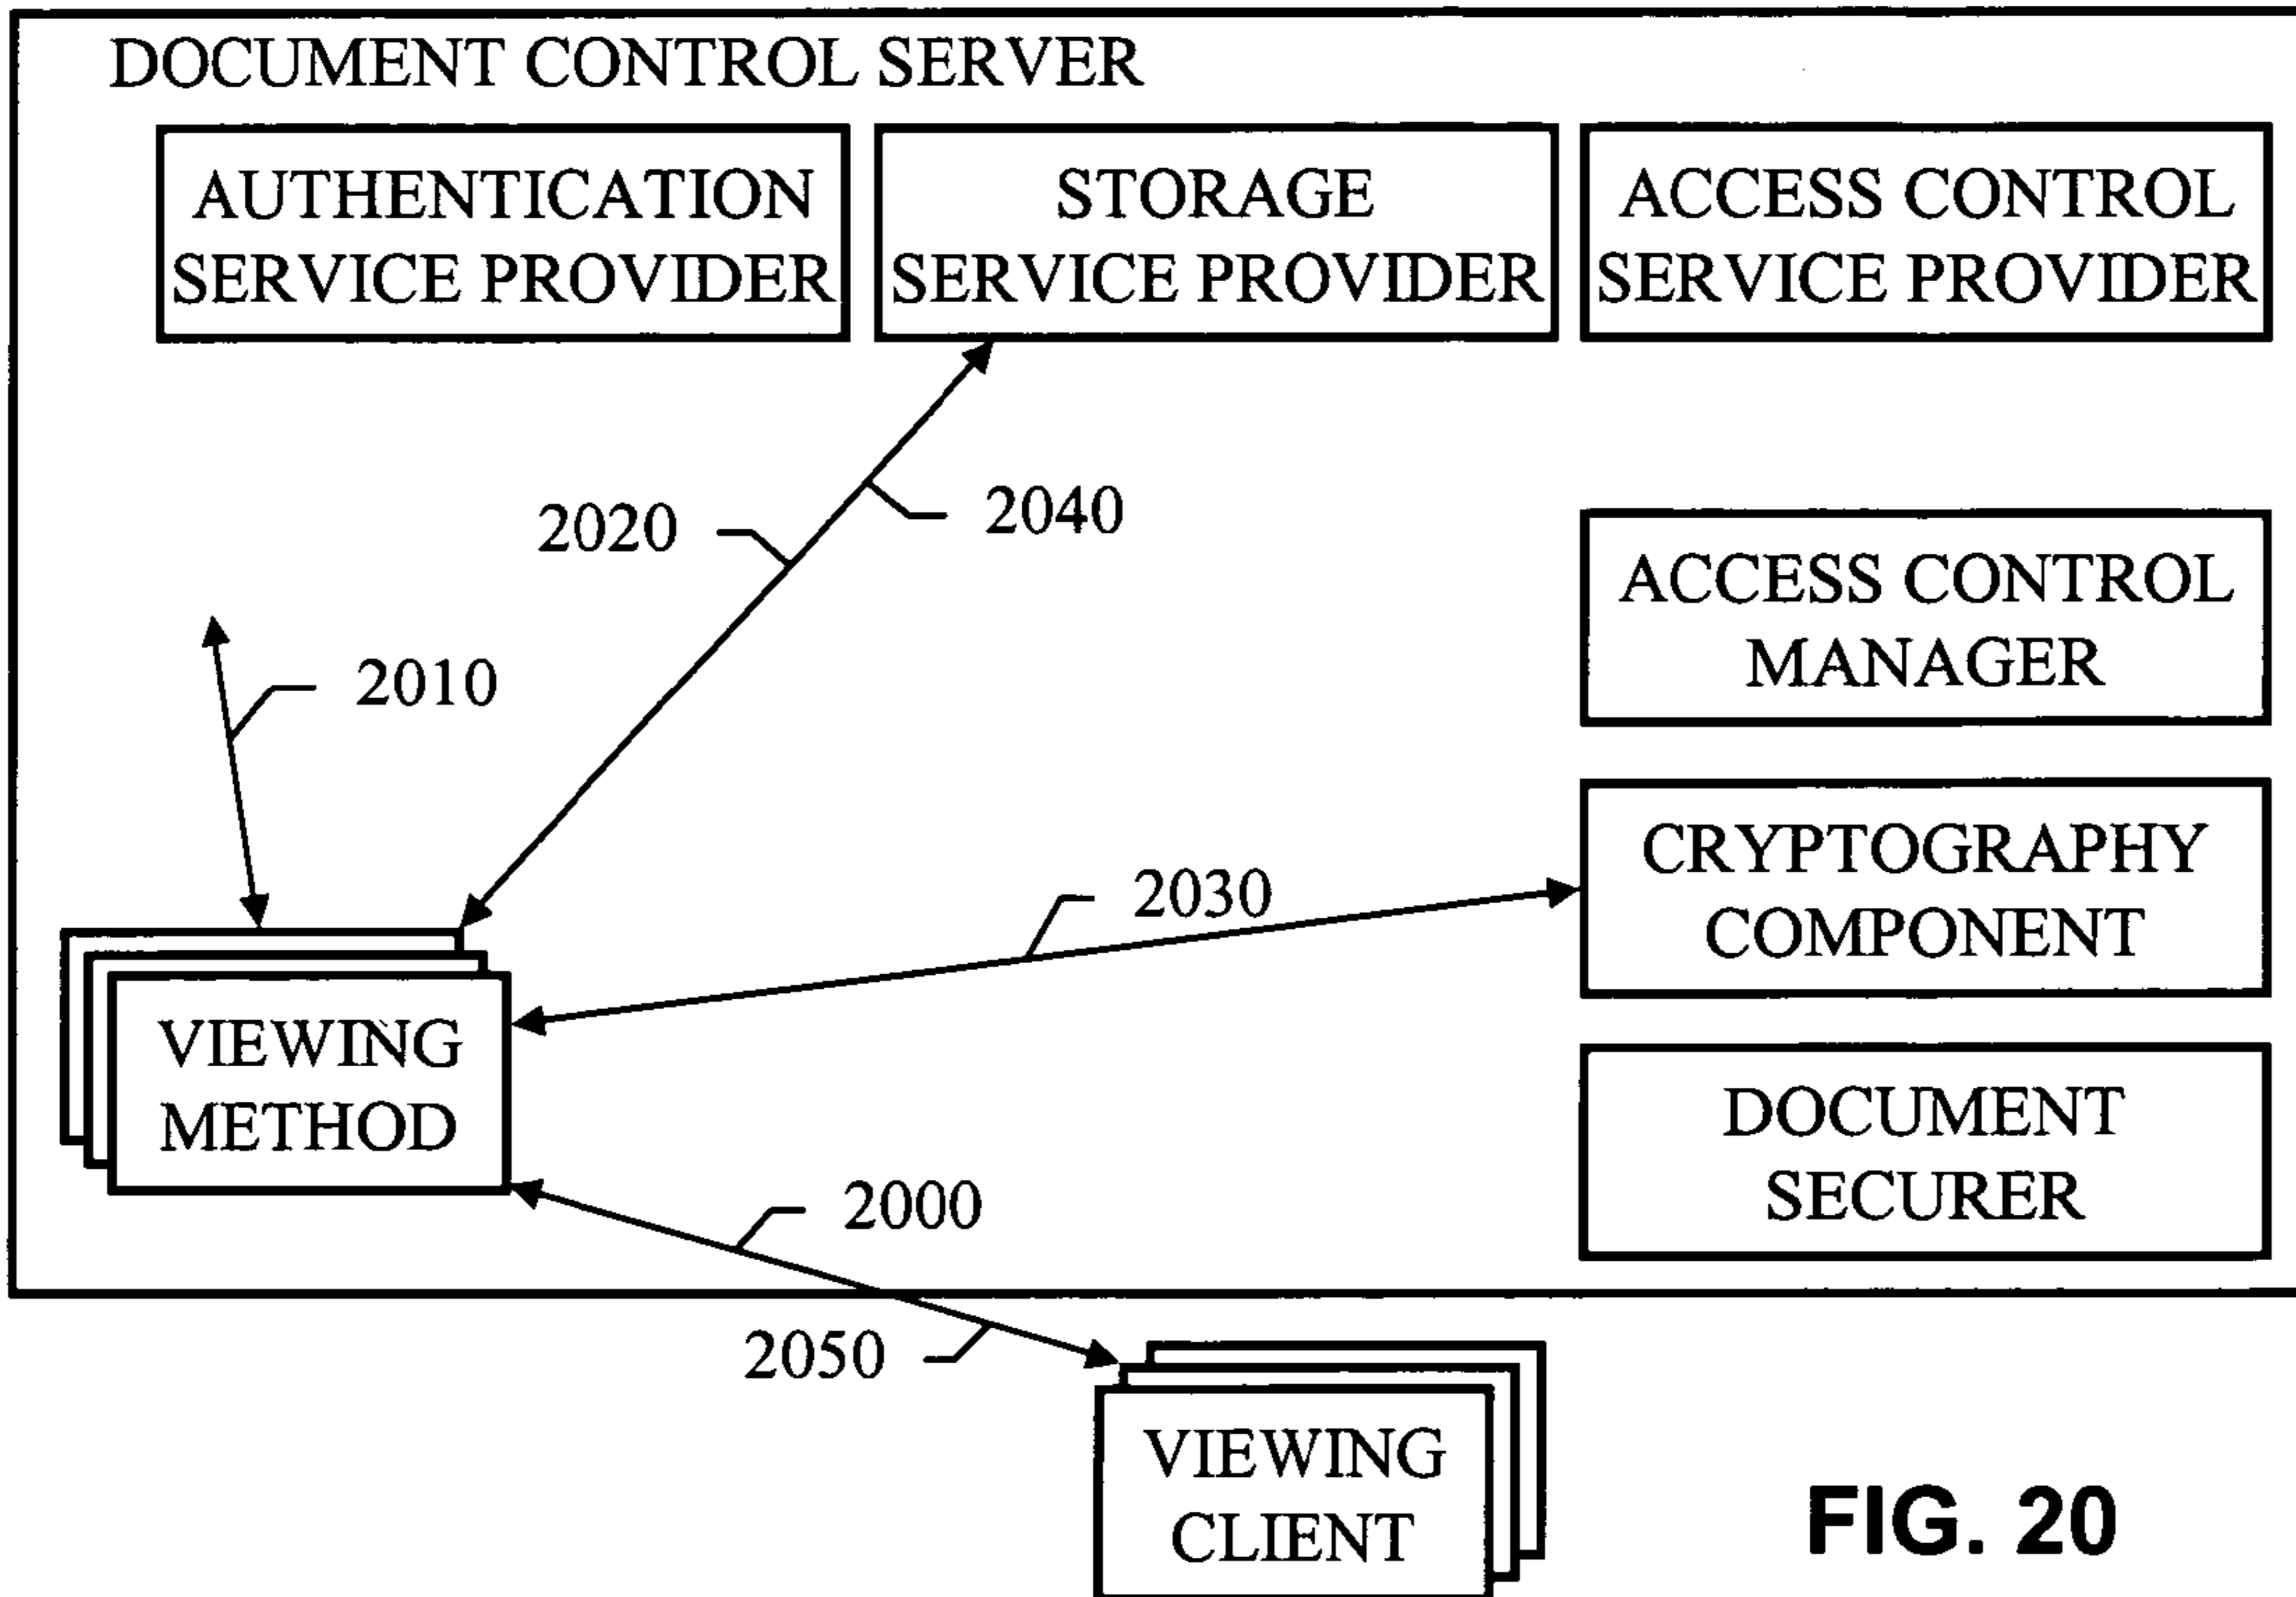 DOCUMENT CONTROL SERVER
AUTHENTICATION
SERVICE PROVIDER
STORAGE
SERVICE PROVIDER
ACCESS CONTROL
SERVICE PROVIDER
2020
2040
ACCESS CONTROL
MANAGER
2010
CRYPTOGRAPHY
COMPONENT
2030
VIEWING
METHOD
DOCUMENT
SECURER
2000
2050
VIEWING
CLIENT
FIG. 20